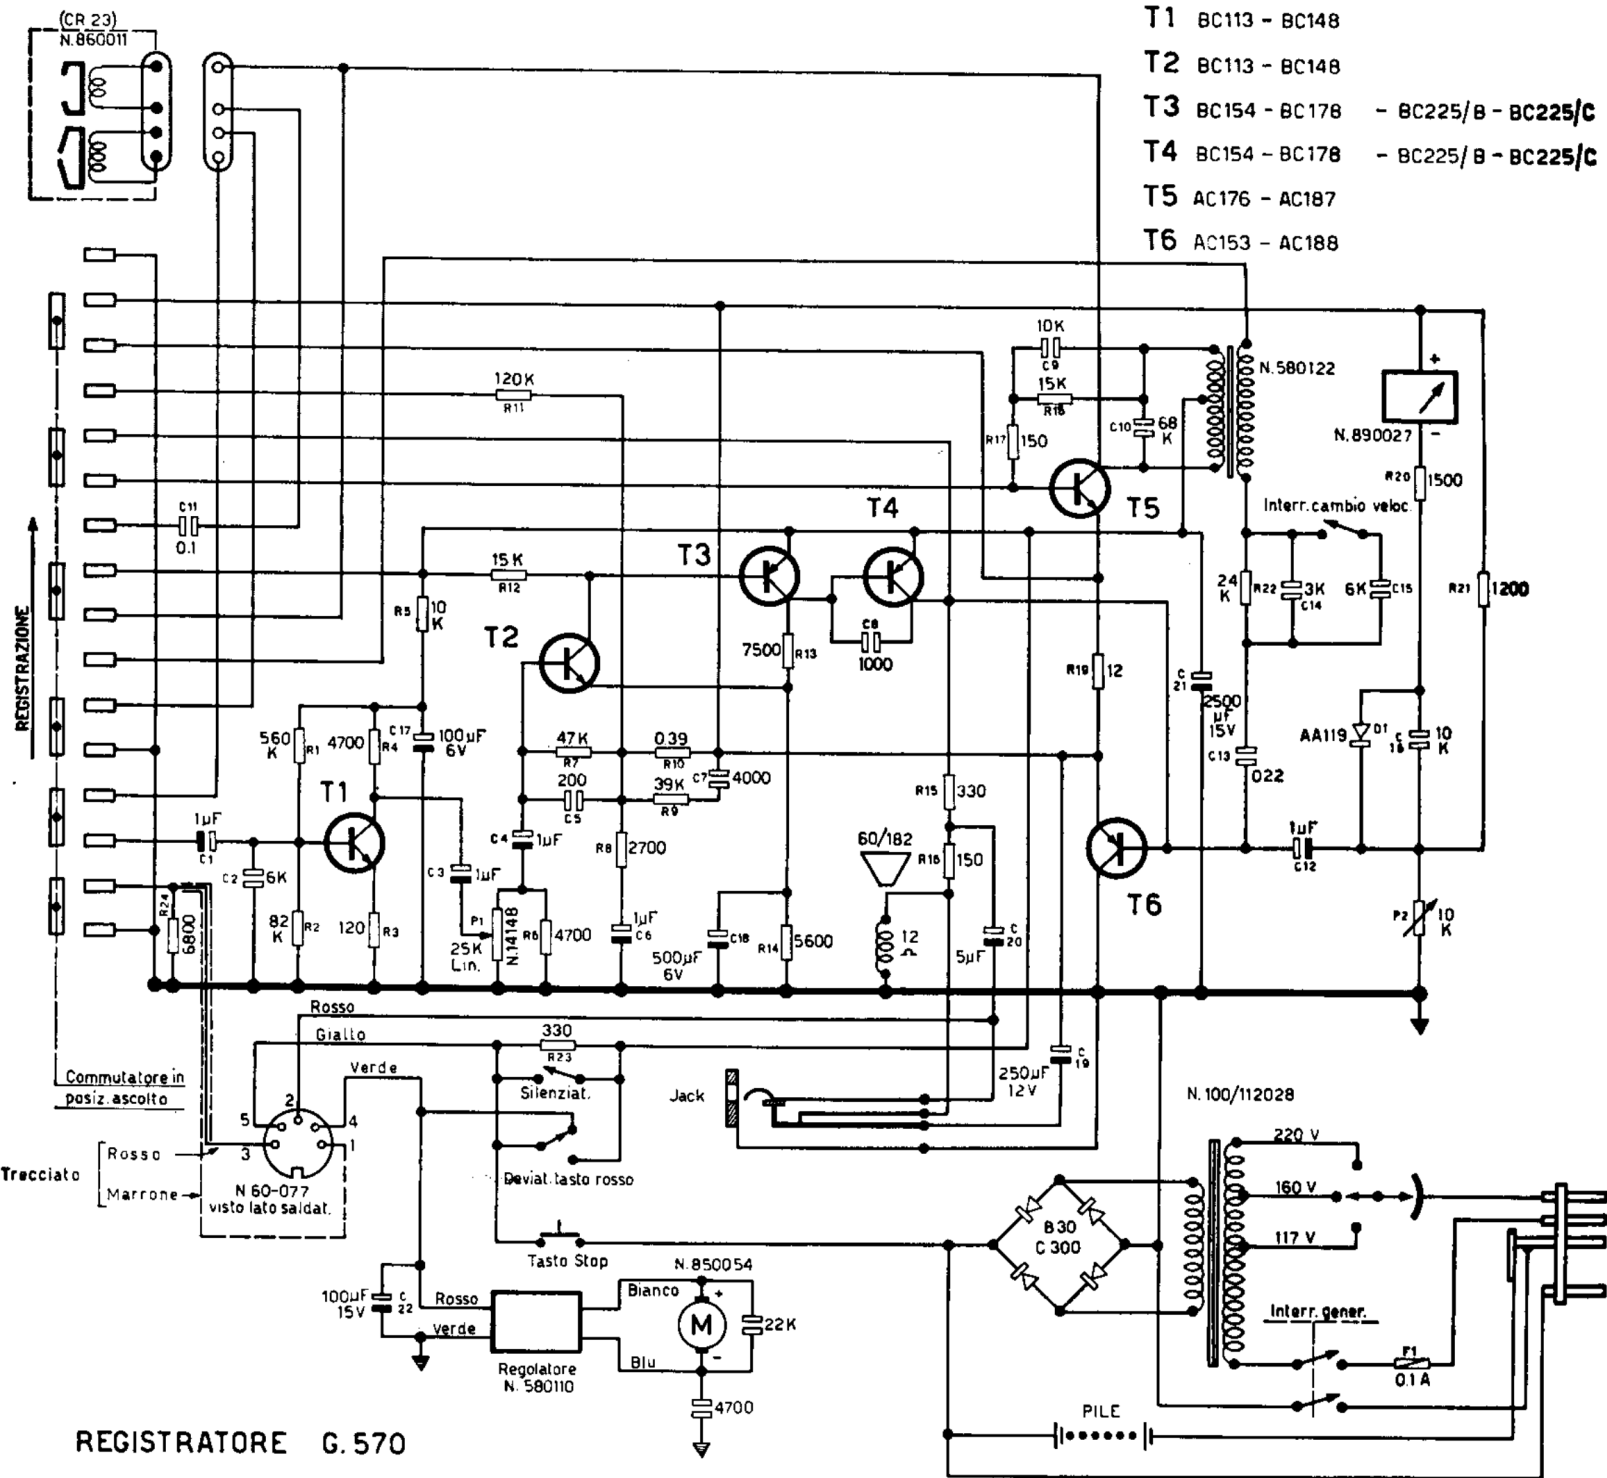 (CR 23)
N.860011
T1 BC113 - BC148
T2 BC113 - BC148
T3 BC154 - BC178 - BC225/B - BC225/C
T4 BC154 - BC178 - BC225/B - BC225/C
T5 AC176 - AC187
T6 AC153 - AC188
10K
C9
15K
R18
R17 150
C10 68 K
N.580122
+
N.890027 -
R20 1500
120K
R11
C11
0.1
T4
T5
Interr.cambio veloc.
T3
15K
R12
R5 10 K
24 K R22
3K C14
6K C15
R21 1200
T2
C8
1000
7500 R13
R19 12
C 21
2500 µF 15V
REGISTRAZIONE
560 K R1
4700 R4
C17 100µF 6V
47K
R7
0.39
R10
200
C5
39K
R9
C7 4000
AA119 D1
10 K
C13
022
T1
1µF
C1
C2 6K
C4 1µF
C3 1µF
R8 2700
R15 330
60/182
R16 150
T6
1µF
C12
R24
6800
82 K R2
120 R3
P1
25K Lin.
N.14148
R6 4700
1µF
C6
C18
500µF 6V
R14 5600
12 Ω
C 20
5µF
P2 10 K
Rosso
Giallo
Verde
330
R23
Silenziat.
Deviat.tasto rosso
Tasto Stop
C 19
250µF 12V
Jack
N.100/112028
Commutatore in
posiz.ascolto
2
5 4
3 1
Trecciato
Rosso
Marrone
N 60-077
visto lato saldat.
220 V
160 V
117 V
B30
C300
100µF 15V
C 22
Rosso
Verde
N.850054
Bianco
+
M
-
22K
Blu
Regolatore
N. 580110
4700
Interr. gener.
F1
0.1 A
PILE
REGISTRATORE G.570